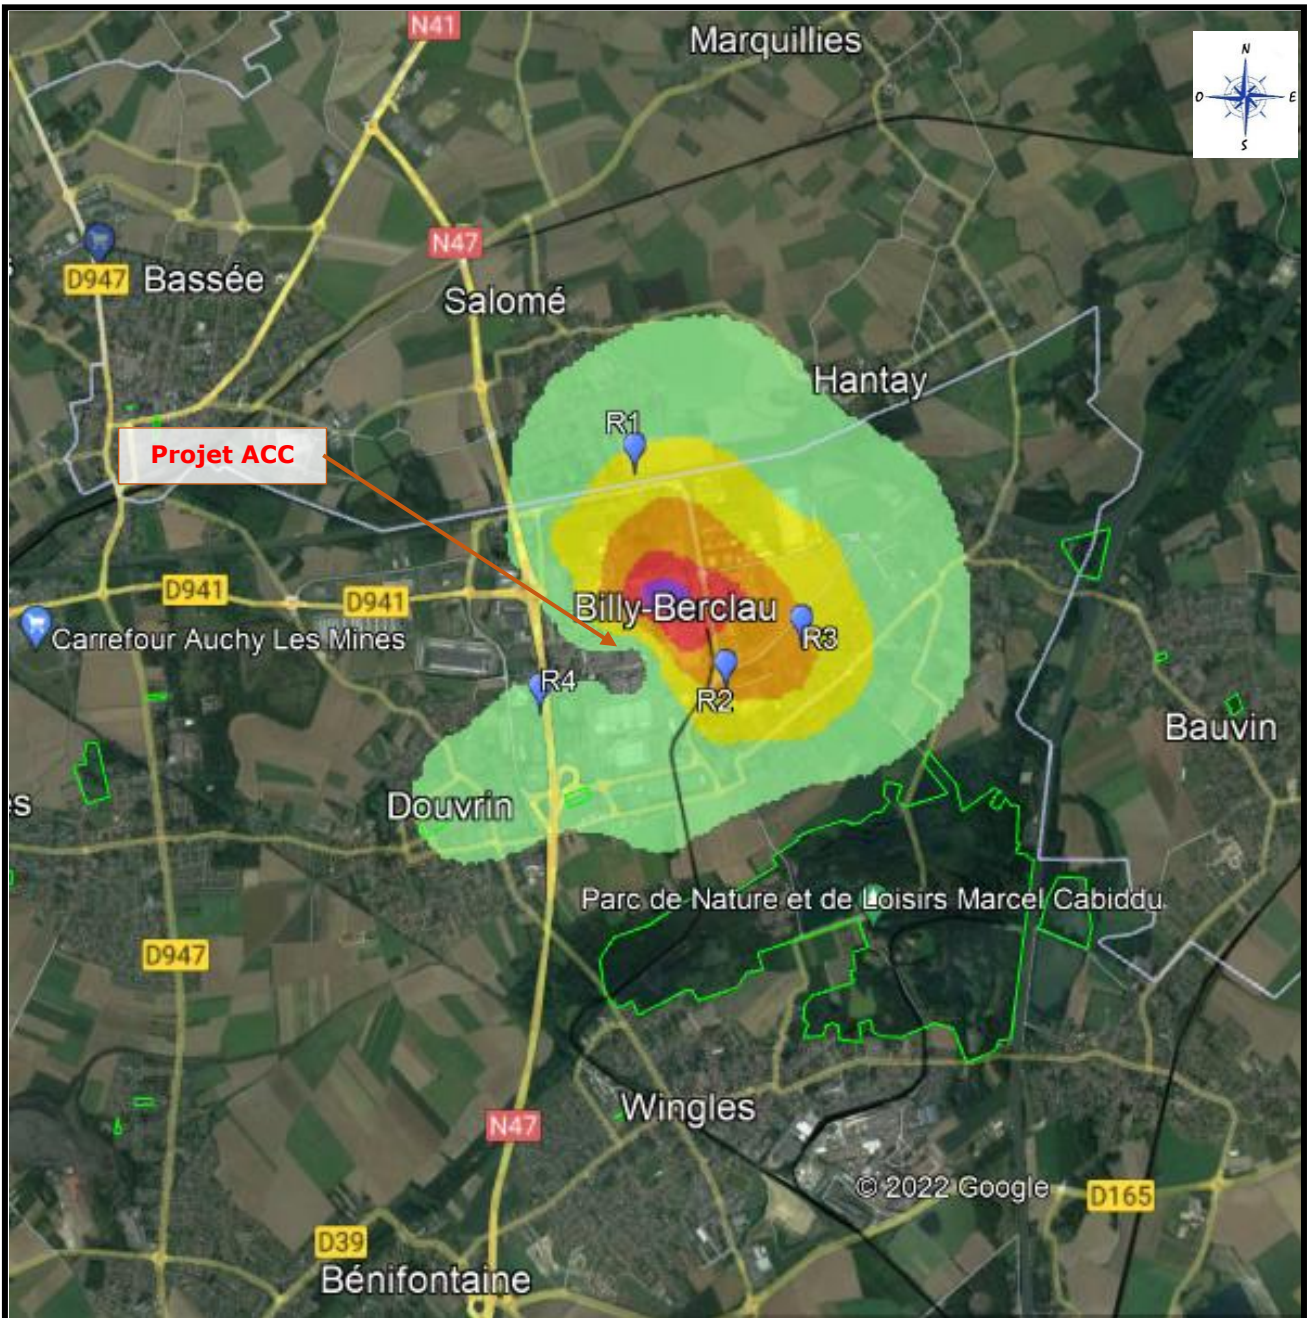 N41
Marquillies
N
O E
S
N47
D947
Bassée
Salomé
Hantay
R1
Projet ACC
D941
D941
Billy-Berclau
Carrefour Auchy Les Mines
R3
R4
R2
Bauvin
es
Douvrin
Parc de Nature et de Loisirs Marcel Cabiddu
D947
Wingles
N47
© 2022 Google
D165
D39
Bénifontaine